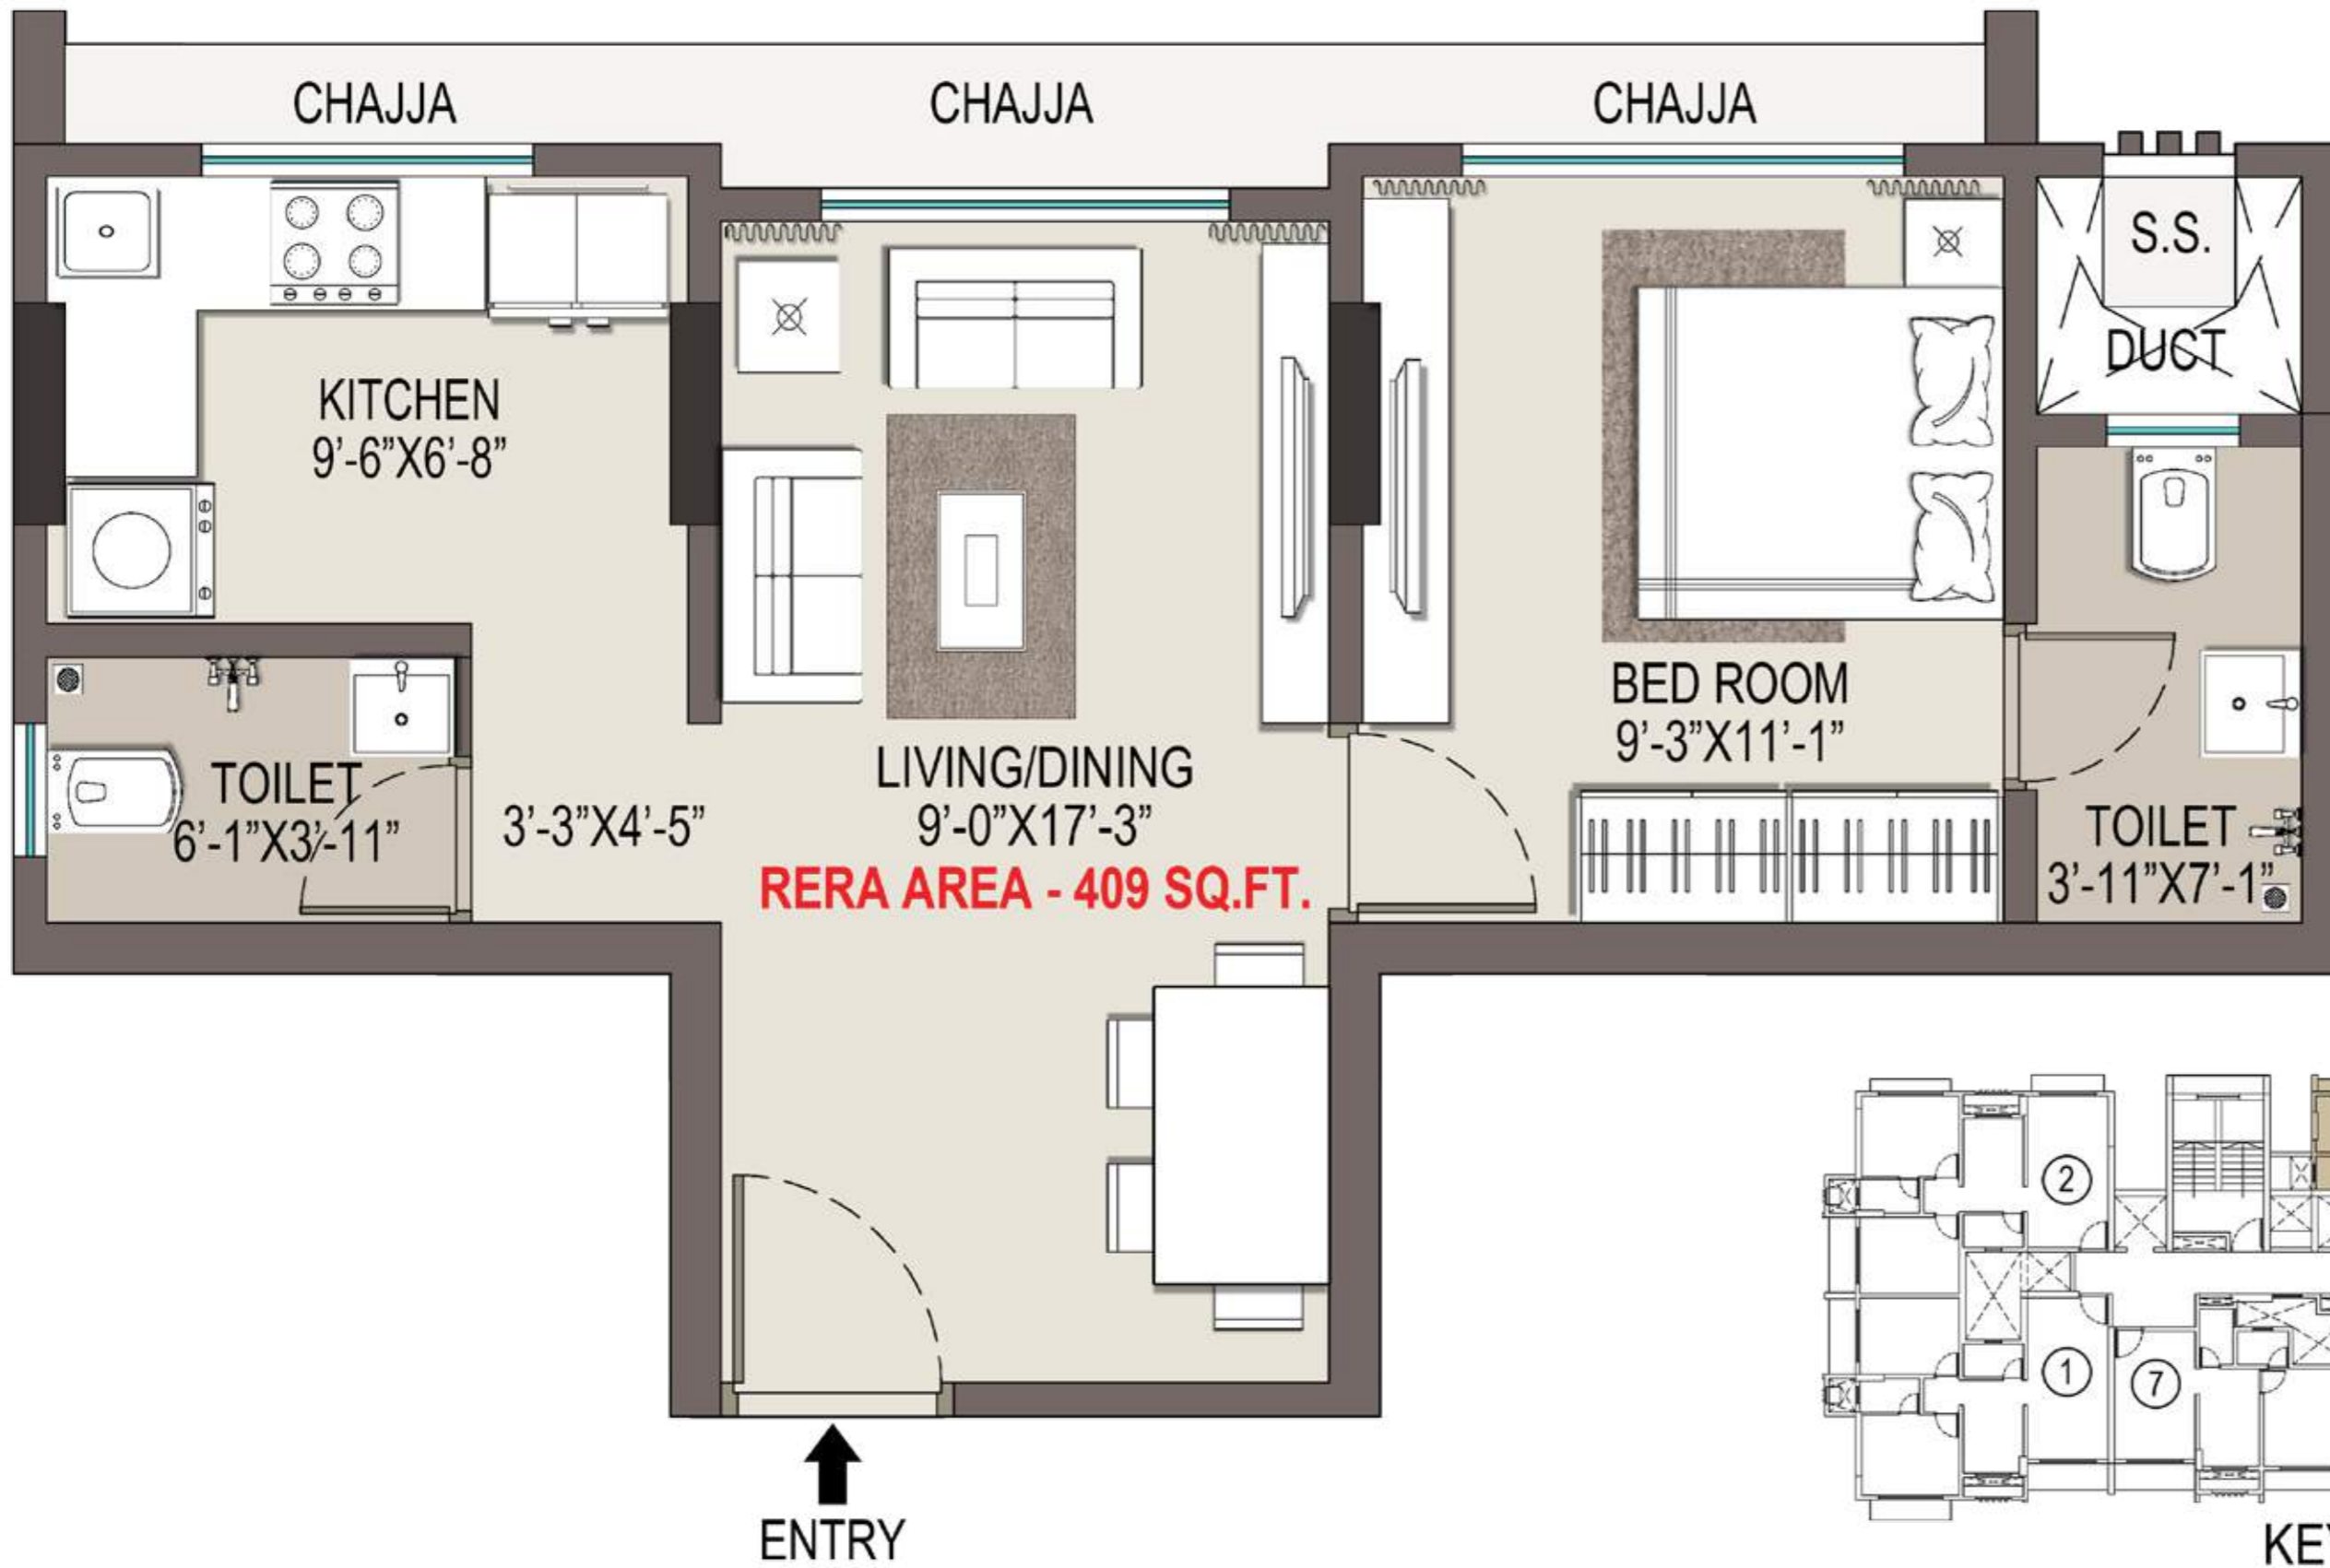 CHAJJA
CHAJJA
CHAJJA
S.S.
DUCT
KITCHEN
9’-6”X6’-8”
BED ROOM
9’-3”X11’-1”
LIVING/DINING
9’-0”X17’-3”
RERA AREA - 409 SQ.FT.
TOILET
6’-1”X3’-11”
3’-3”X4’-5”
TOILET
3’-11”X7’-1”
2
1
7
ENTRY